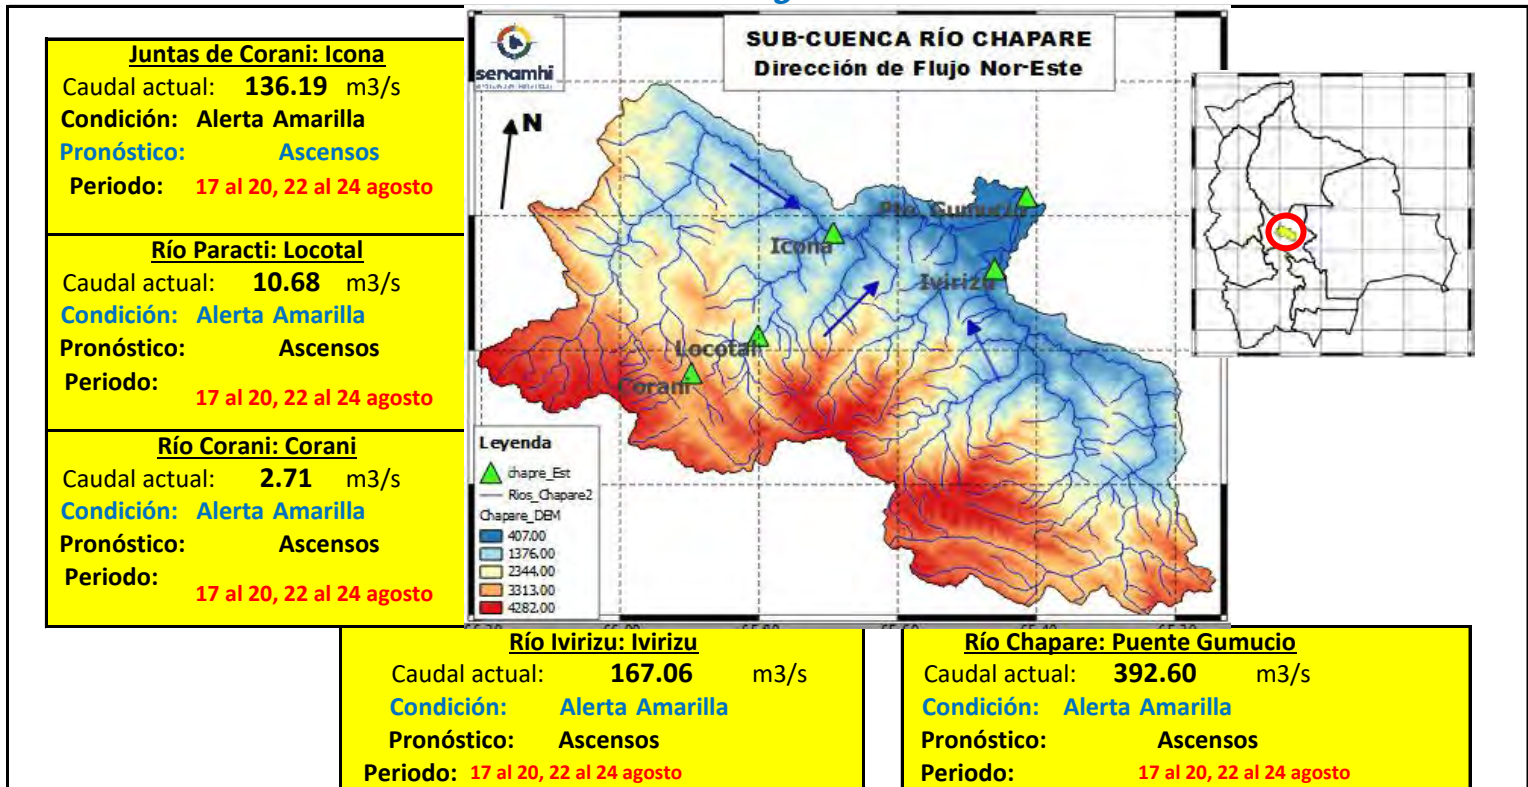 Juntas de Corani: Icona
Caudal actual: 136.19 m3/s
Condición: Alerta Amarilla
Pronóstico: Ascensos
Periodo: 17 al 20, 22 al 24 agosto
Río Paracti: Locotal
Caudal actual: 10.68 m3/s
Condición: Alerta Amarilla
Pronóstico: Ascensos
Periodo:
17 al 20, 22 al 24 agosto
Río Corani: Corani
Caudal actual: 2.71 m3/s
Condición: Alerta Amarilla
Pronóstico: Ascensos
Periodo:
17 al 20, 22 al 24 agosto
senamhi
SUB-CUENCA RÍO CHAPARE
Dirección de Flujo Nor-Este
N
Pto. Gumucio
Icona
Ivirizu
Locotal
Corani
Leyenda
chapre_Est
Rios_Chapare2
Chapare_DEM
407.00
1376.00
2344.00
3313.00
4282.00
Río Ivirizu: Ivirizu
Caudal actual: 167.06 m3/s
Condición: Alerta Amarilla
Pronóstico: Ascensos
Periodo: 17 al 20, 22 al 24 agosto
Río Chapare: Puente Gumucio
Caudal actual: 392.60 m3/s
Condición: Alerta Amarilla
Pronóstico: Ascensos
Periodo: 17 al 20, 22 al 24 agosto